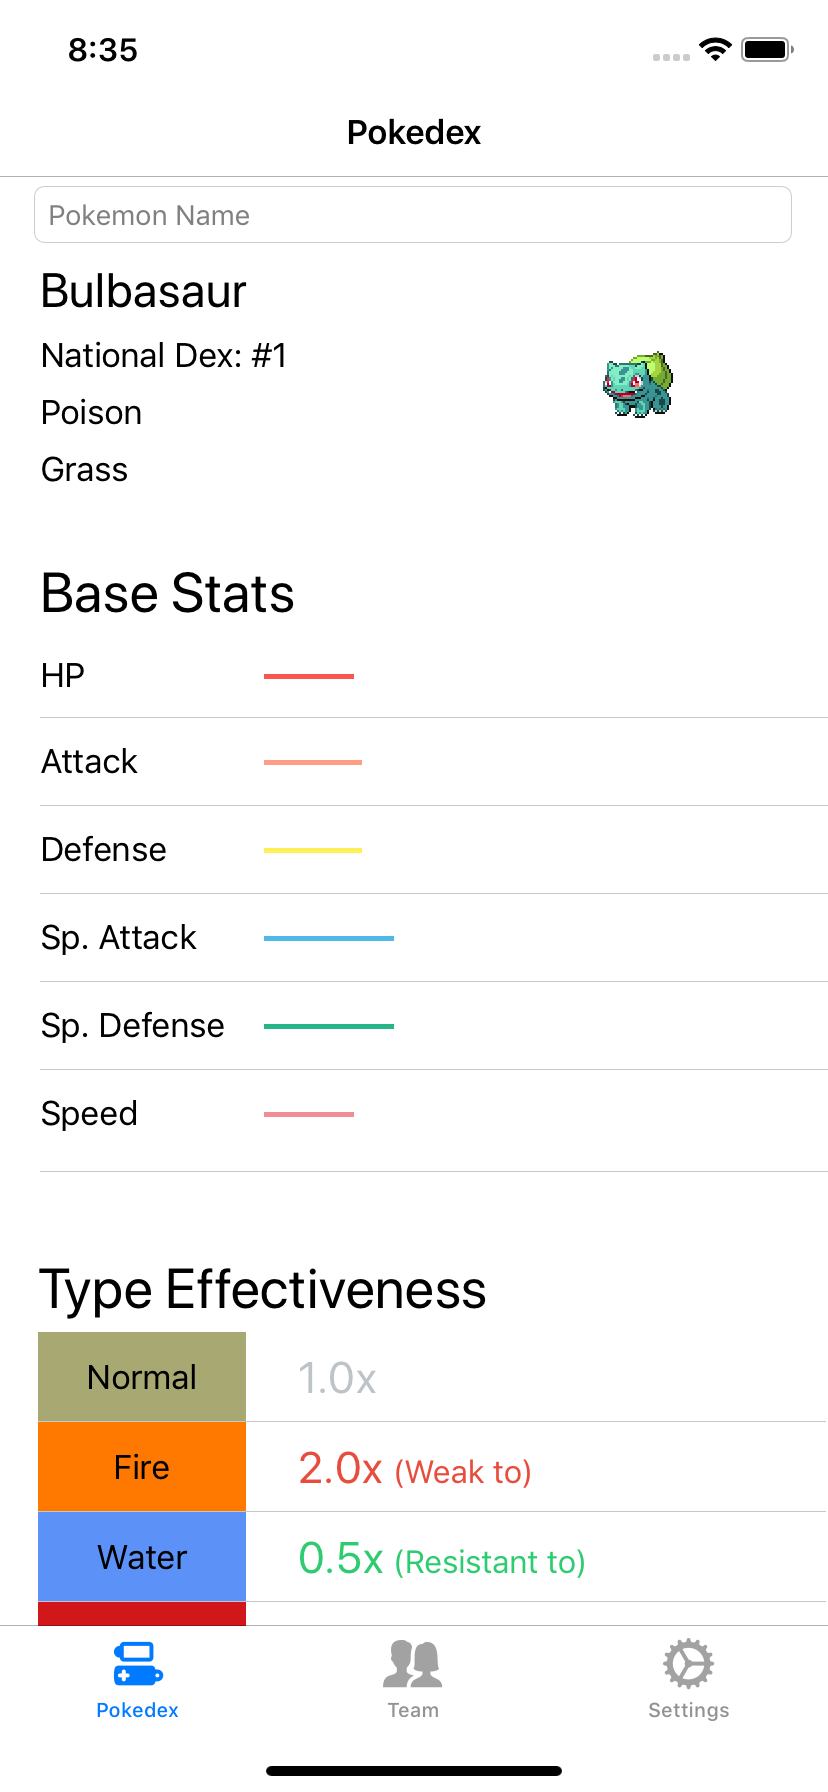 8:35
Pokedex
Pokemon Name
Bulbasaur
National Dex: #1
Poison
Grass
Base Stats
HP
Attack
Defense
Sp. Attack
Sp. Defense
Speed
Type Effectiveness
Normal 1.0x
Fire 2.0x (Weak to)
Water 0.5x (Resistant to)
Pokedex Team Settings